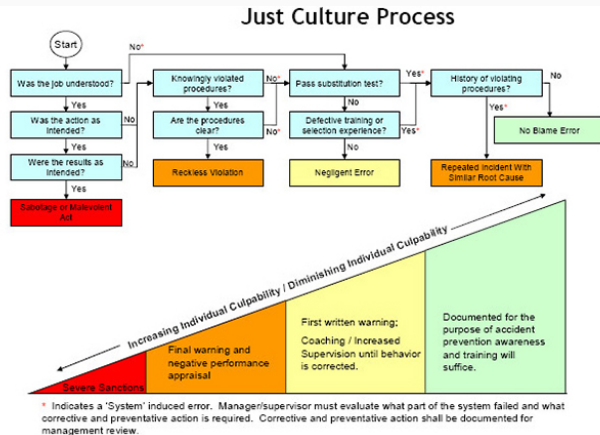 Just Culture Process
Start
No*
Was the job understood?
Yes
Was the action as
intended?
No
Yes
Were the results as
intended?
No
Yes
Sabotage or Malevolent
Act
Knowingly violated
procedures?
No*
Yes
Are the procedures
clear?
No*
Yes
Reckless Violation
Pass substitution test?
Yes*
No
Defective training or
selection experience?
Yes*
No
Negligent Error
History of violating
procedures?
No
Yes*
Repeated Incident With
Similar Root Cause
No Blame Error
Increasing Individual Culpability / Diminishing Individual Culpability
Severe Sanctions
Final warning and
negative performance
appraisal
First written warning:
Coaching / Increased
Supervision until behavior
is corrected.
Documented for the
purpose of accident
prevention awareness
and training will
suffice.
* Indicates a 'System' induced error. Manager/supervisor must evaluate what part of the system failed and what
corrective and preventative action is required. Corrective and preventative action shall be documented for
management review.